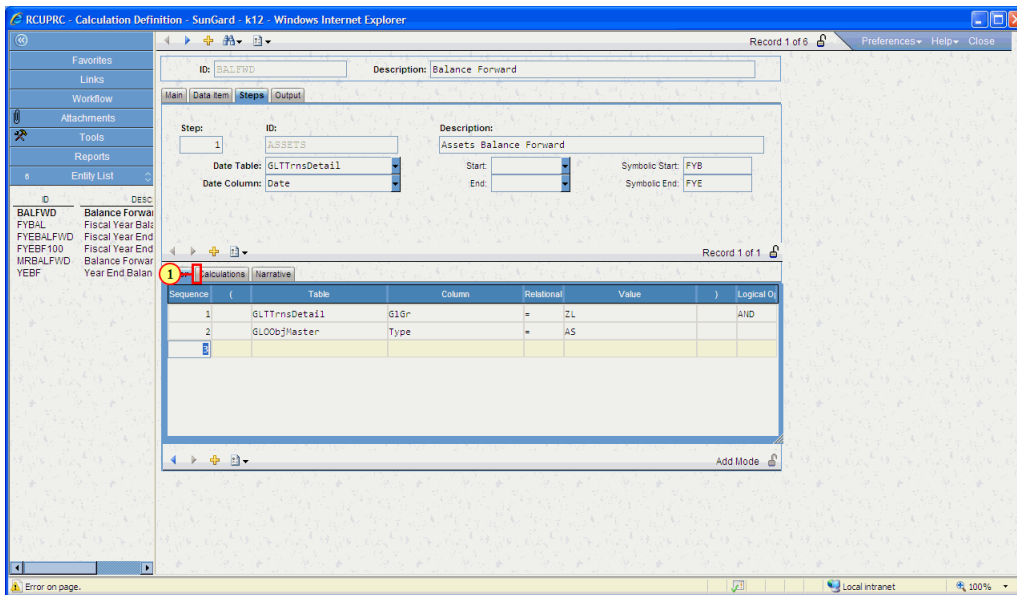 RCUPRC - Calculation Definition - SunGard - k12 - Windows Internet Explorer
Record 1 of 6 Preferences Help Close
Favorites
Links
Workflow
Attachments
Tools
Reports
6 Entity List
ID DESC
BALFWD Balance Forwar
FYBAL Fiscal Year Bala
FYEBALFWD Fiscal Year End
FYEBF100 Fiscal Year End
MRBALFWD Balance Forwar
YEBF Year End Balan
ID: BALFWD Description: Balance Forward
Main Data Item Steps Output
Step: ID: Description:
1 ASSETS Assets Balance Forward
Date Table: GLTTrnsDetail Start: Symbolic Start: FYB
Date Column: Date End: Symbolic End: FYE
Record 1 of 1
1 Calculations Narrative
Sequence ( Table Column Relational Value ) Logical O
1 GLTTrnsDetail GlGr = ZL AND
2 GLOObjMaster Type = AS
3
Add Mode
Error on page. Local intranet 100%